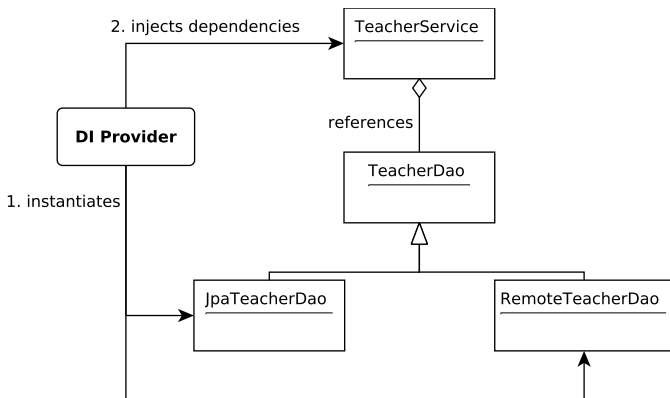 2. injects dependencies
TeacherService
DI Provider
references
TeacherDao
1. instantiates
JpaTeacherDao
RemoteTeacherDao